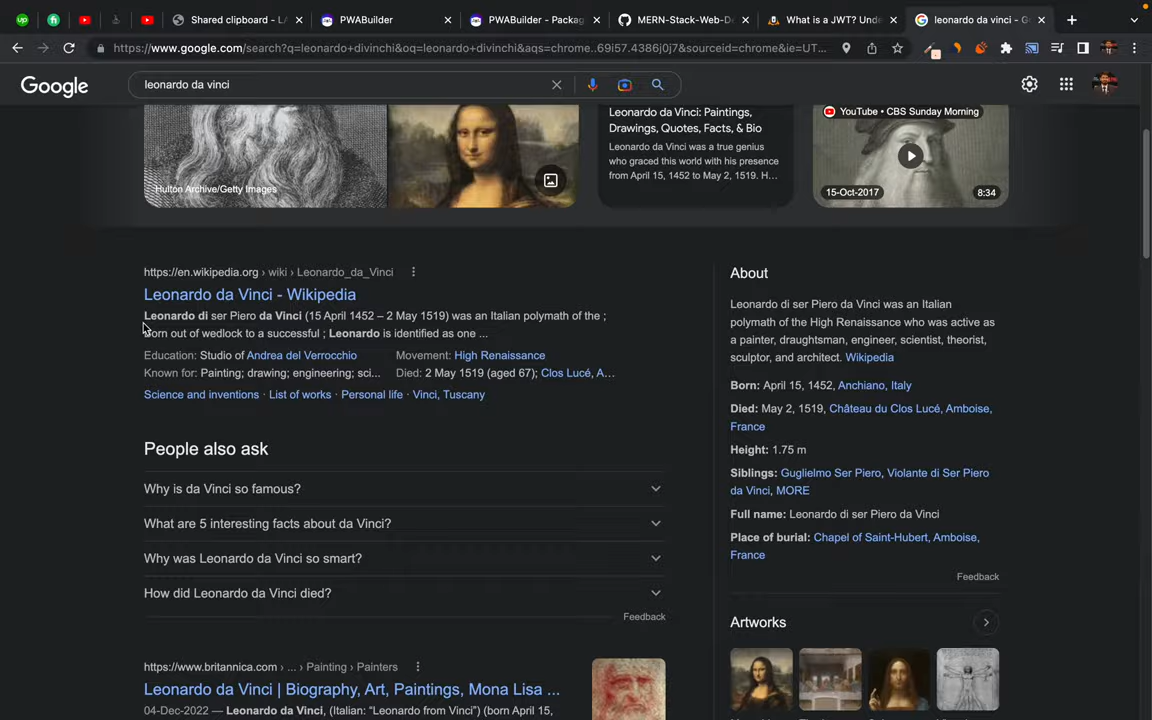 Shared clipboard - LA
PWABuilder
PWABuilder - Packag
MERN-Stack-Web-De
What is a JWT? Unde
leonardo da vinci - G
https://www.google.com/search?q=leonardo+divinchi&oq=leonardo+divinchi&aqs=chrome..69i57.4386j0j7&sourceid=chrome&ie=UT...
Google
leonardo da vinci
Hulton Archive/Getty Images
Leonardo da Vinci: Paintings,
Drawings, Quotes, Facts, & Bio
Leonardo da Vinci was a true genius
who graced this world with his presence
from April 15, 1452 to May 2, 1519. H...
YouTube • CBS Sunday Morning
15-Oct-2017
8:34
https://en.wikipedia.org › wiki › Leonardo_da_Vinci
Leonardo da Vinci - Wikipedia
Leonardo di ser Piero da Vinci (15 April 1452 – 2 May 1519) was an Italian polymath of the ;
born out of wedlock to a successful ; Leonardo is identified as one ...
Education: Studio of Andrea del Verrocchio
Movement: High Renaissance
Known for: Painting; drawing; engineering; sci...
Died: 2 May 1519 (aged 67); Clos Lucé, A...
Science and inventions · List of works · Personal life · Vinci, Tuscany
People also ask
Why is da Vinci so famous?
What are 5 interesting facts about da Vinci?
Why was Leonardo da Vinci so smart?
How did Leonardo da Vinci died?
Feedback
https://www.britannica.com › ... › Painting › Painters
Leonardo da Vinci | Biography, Art, Paintings, Mona Lisa ...
04-Dec-2022 — Leonardo da Vinci, (Italian: “Leonardo from Vinci”) (born April 15,
About
Leonardo di ser Piero da Vinci was an Italian
polymath of the High Renaissance who was active as
a painter, draughtsman, engineer, scientist, theorist,
sculptor, and architect. Wikipedia
Born: April 15, 1452, Anchiano, Italy
Died: May 2, 1519, Château du Clos Lucé, Amboise,
France
Height: 1.75 m
Siblings: Guglielmo Ser Piero, Violante di Ser Piero
da Vinci, MORE
Full name: Leonardo di ser Piero da Vinci
Place of burial: Chapel of Saint-Hubert, Amboise,
France
Feedback
Artworks